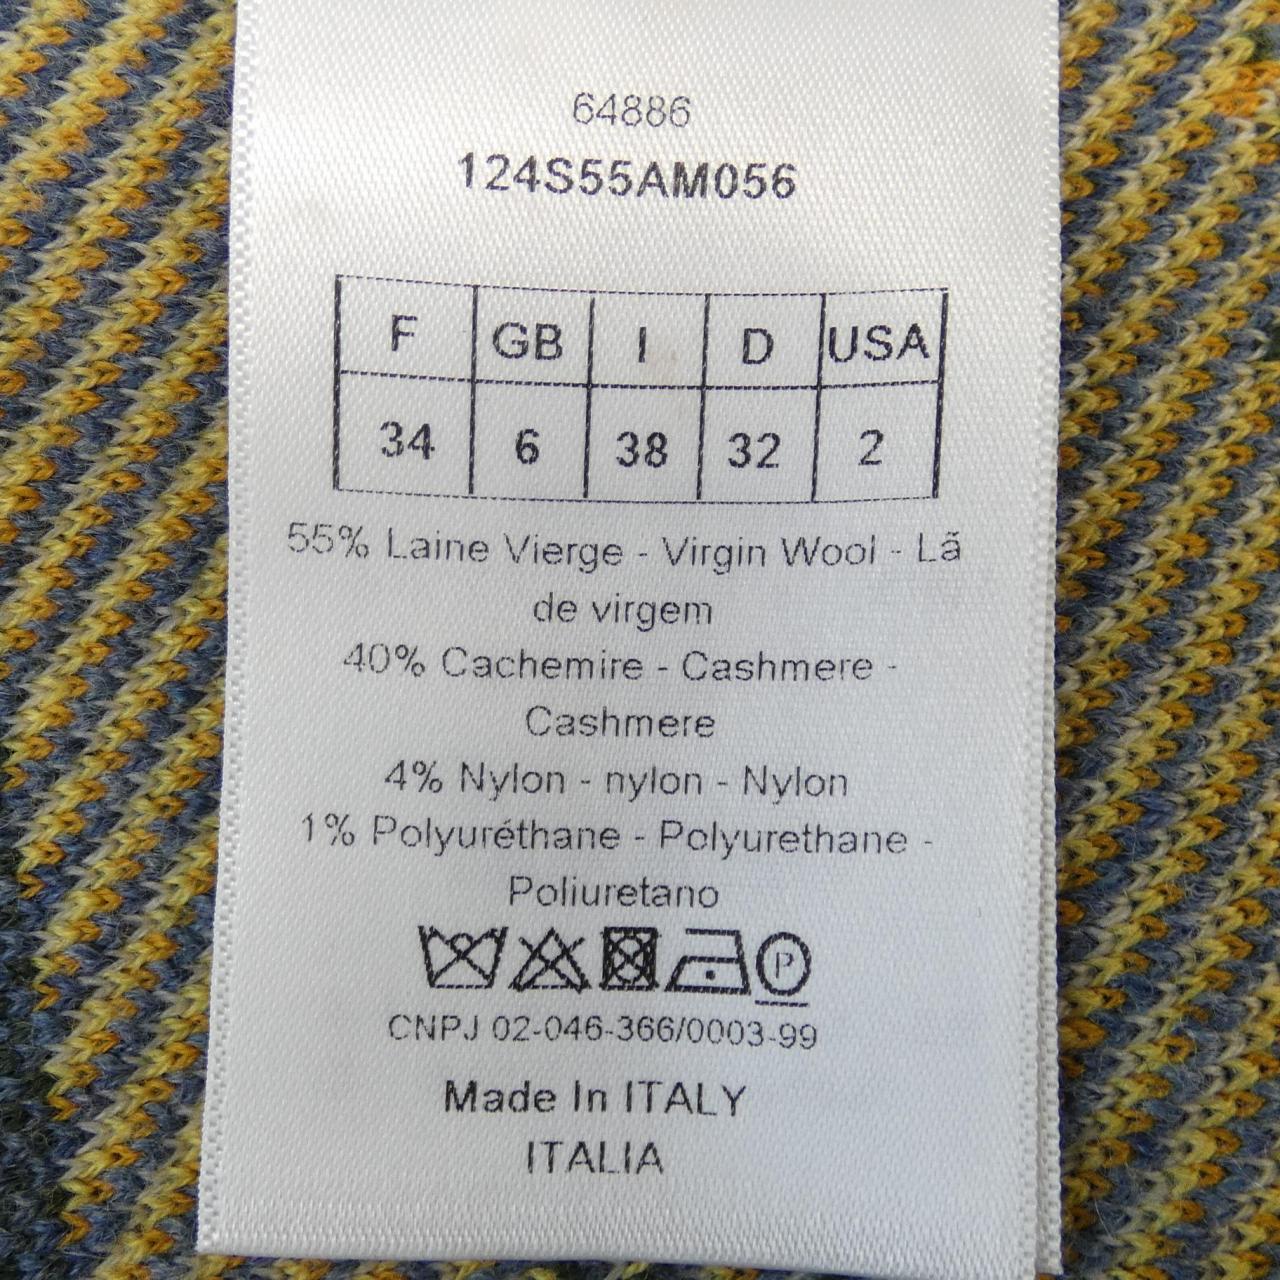 64886
124S55AM056
F GB I D USA
34 6 38 32 2
55% Laine Vierge - Virgin Wool - Lã
de virgem
40% Cachemire - Cashmere -
Cashmere
4% Nylon - nylon - Nylon
1% Polyuréthane - Polyurethane -
Poliuretano
P
CNPJ 02-046-366/0003-99
Made In ITALY
ITALIA